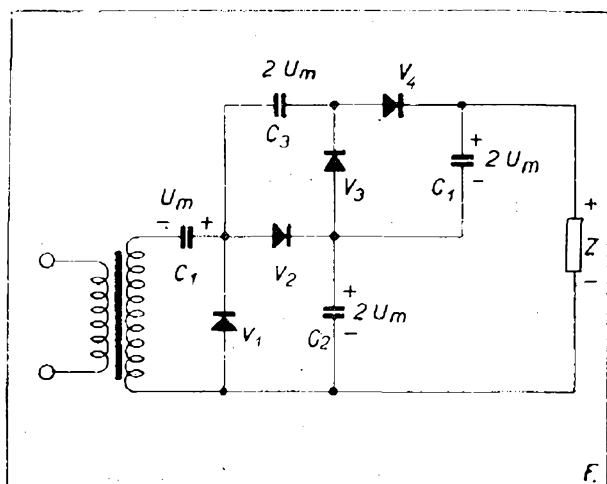 2 Um
V4
C3
+
C1
2 Um
-
V3
Um
- +
C1
V2
+
Z
-
V1
+
C2
2 Um
-
F.